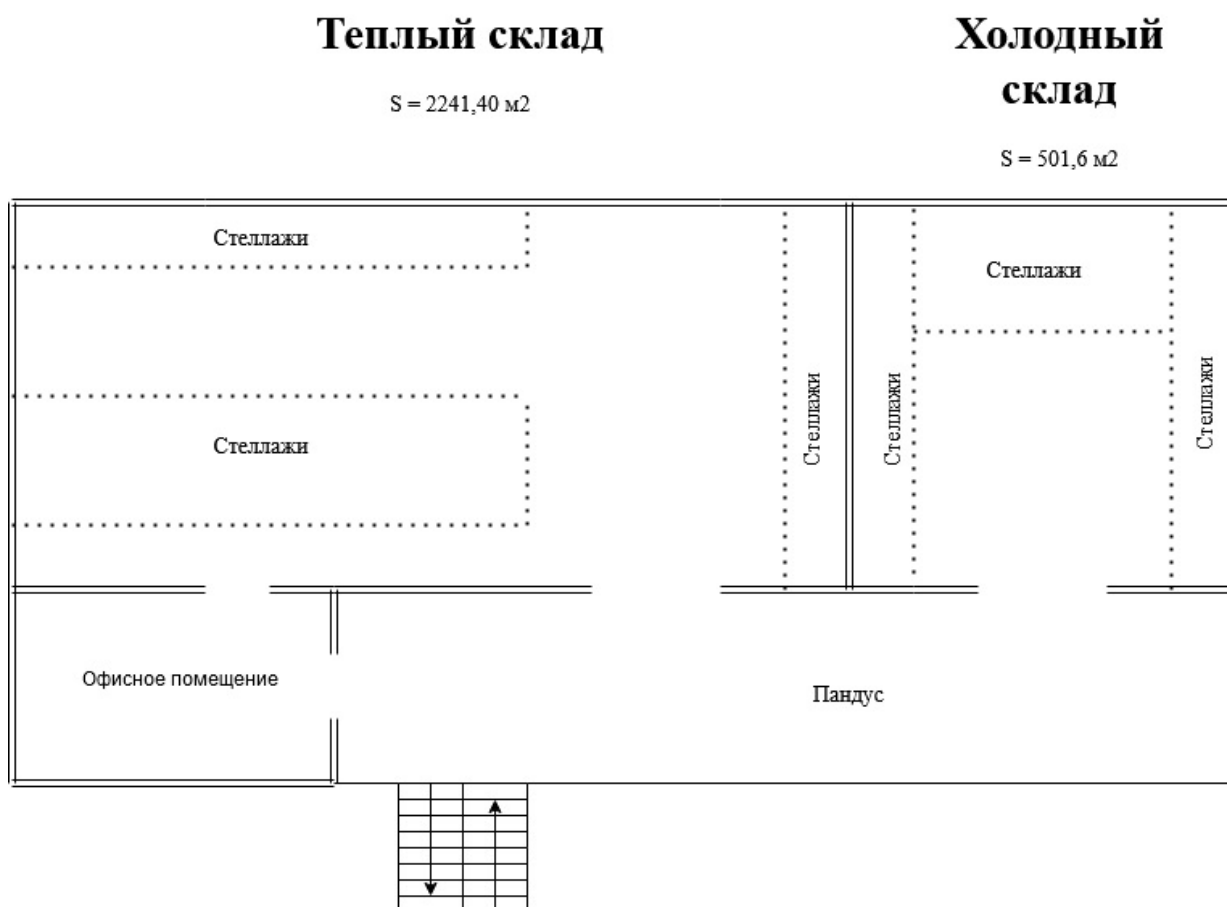 Теплый склад
S = 2241,40 м2
Холодный
склад
S = 501,6 м2
Стеллажи
Стеллажи
Стеллажи
Стеллажи
Стеллажи
Стеллажи
Офисное помещение
Пандус